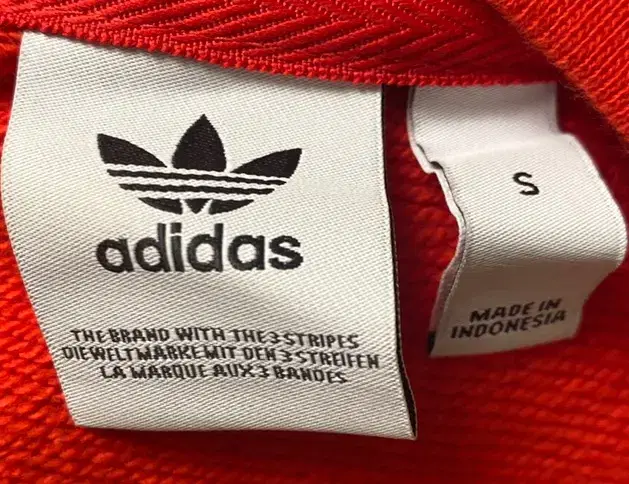 adidas
THE BRAND WITH THE 3 STRIPES
DIE WELTMARKE MIT DEN 3 STREIFEN
LA MARQUE AUX 3 BANDES
S
MADE IN
INDONESIA